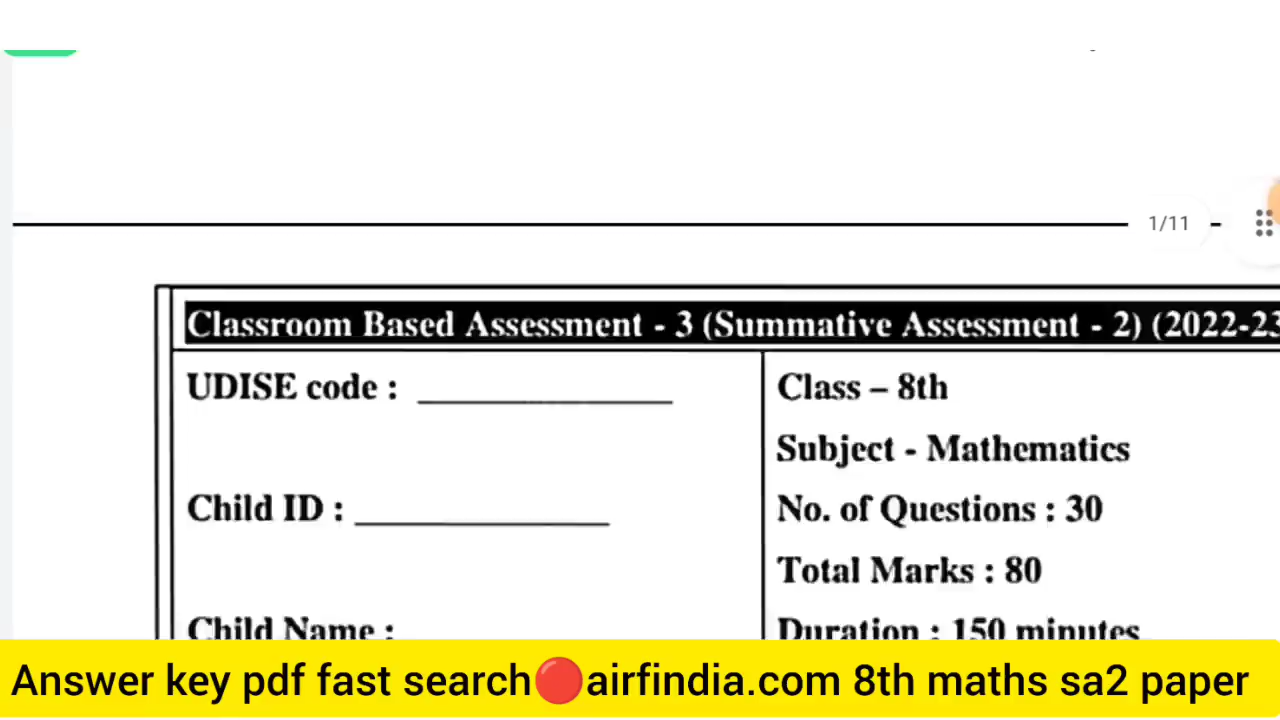 1/11
Classroom Based Assessment - 3 (Summative Assessment - 2) (2022-23
UDISE code : ____________
Class – 8th
Subject - Mathematics
Child ID : ____________
No. of Questions : 30
Total Marks : 80
Child Name :
Duration : 150 minutes
Answer key pdf fast search🔴airfindia.com 8th maths sa2 paper